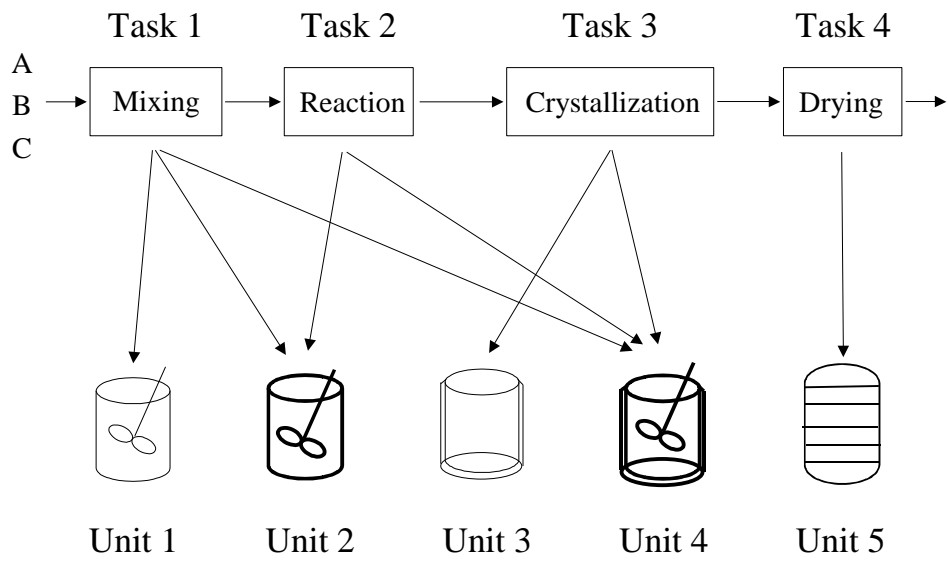 Task 1 Task 2 Task 3 Task 4
A
B
C
Mixing Reaction Crystallization Drying
Unit 1 Unit 2 Unit 3 Unit 4 Unit 5